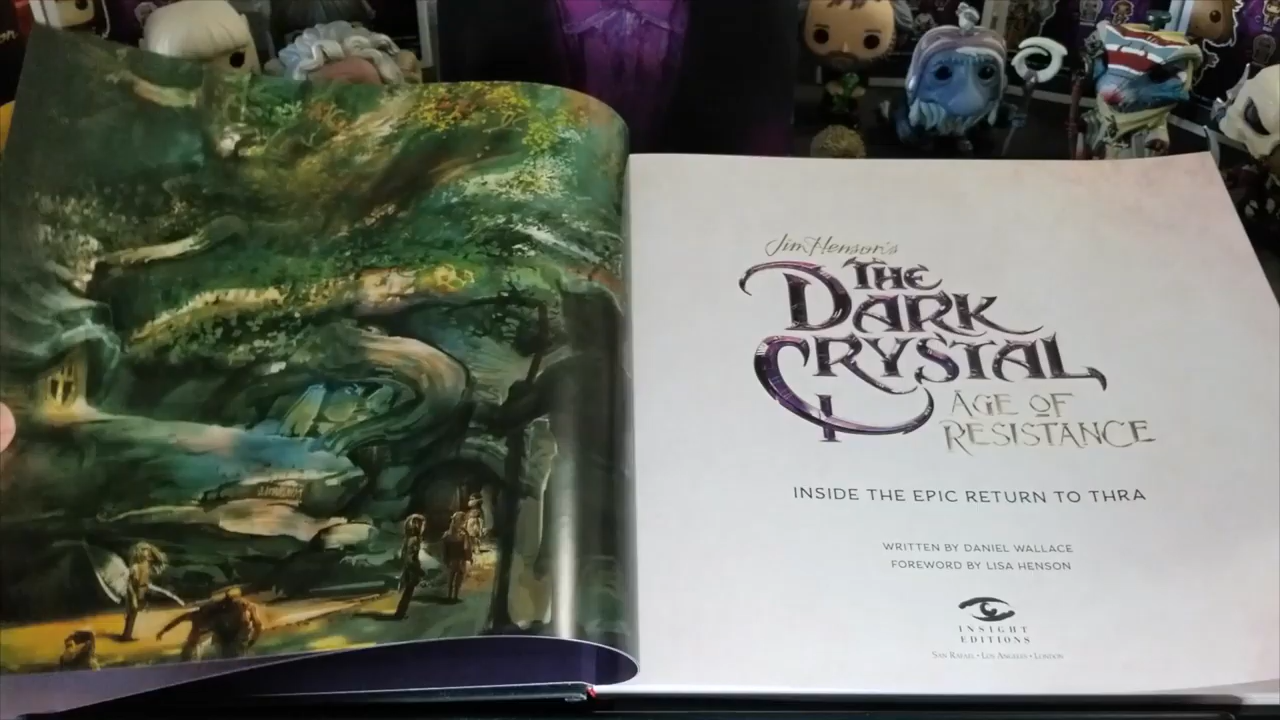 Jim Henson's
THE
DARK
CRYSTAL
AGE OF
RESISTANCE
INSIDE THE EPIC RETURN TO THRA
WRITTEN BY DANIEL WALLACE
FOREWORD BY LISA HENSON
INSIGHT
EDITIONS
San Rafael • Los Angeles • London